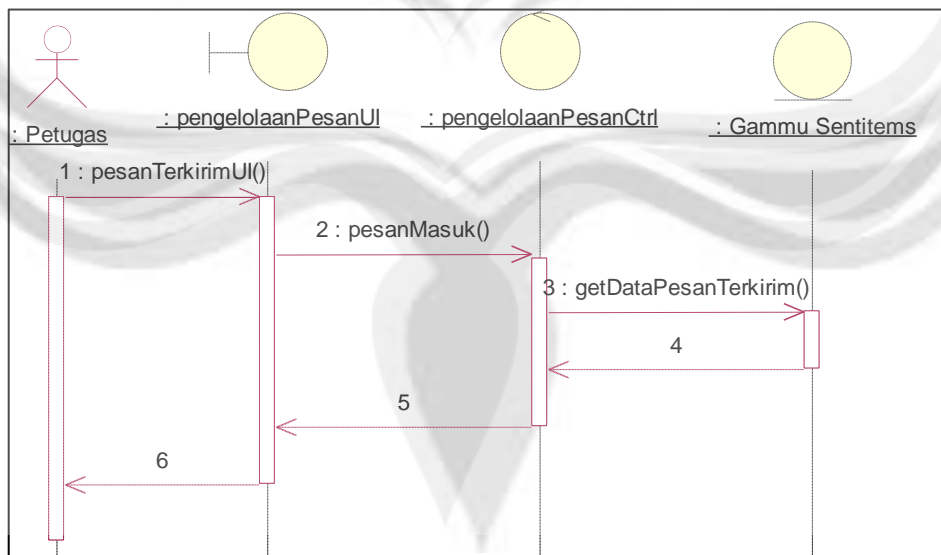 : Petugas
: pengelolaanPesanUI
: pengelolaanPesanCtrl
: Gammu Sentitems
1 : pesanTerkirimUI()
2 : pesanMasuk()
3 : getDataPesanTerkirim()
4
5
6